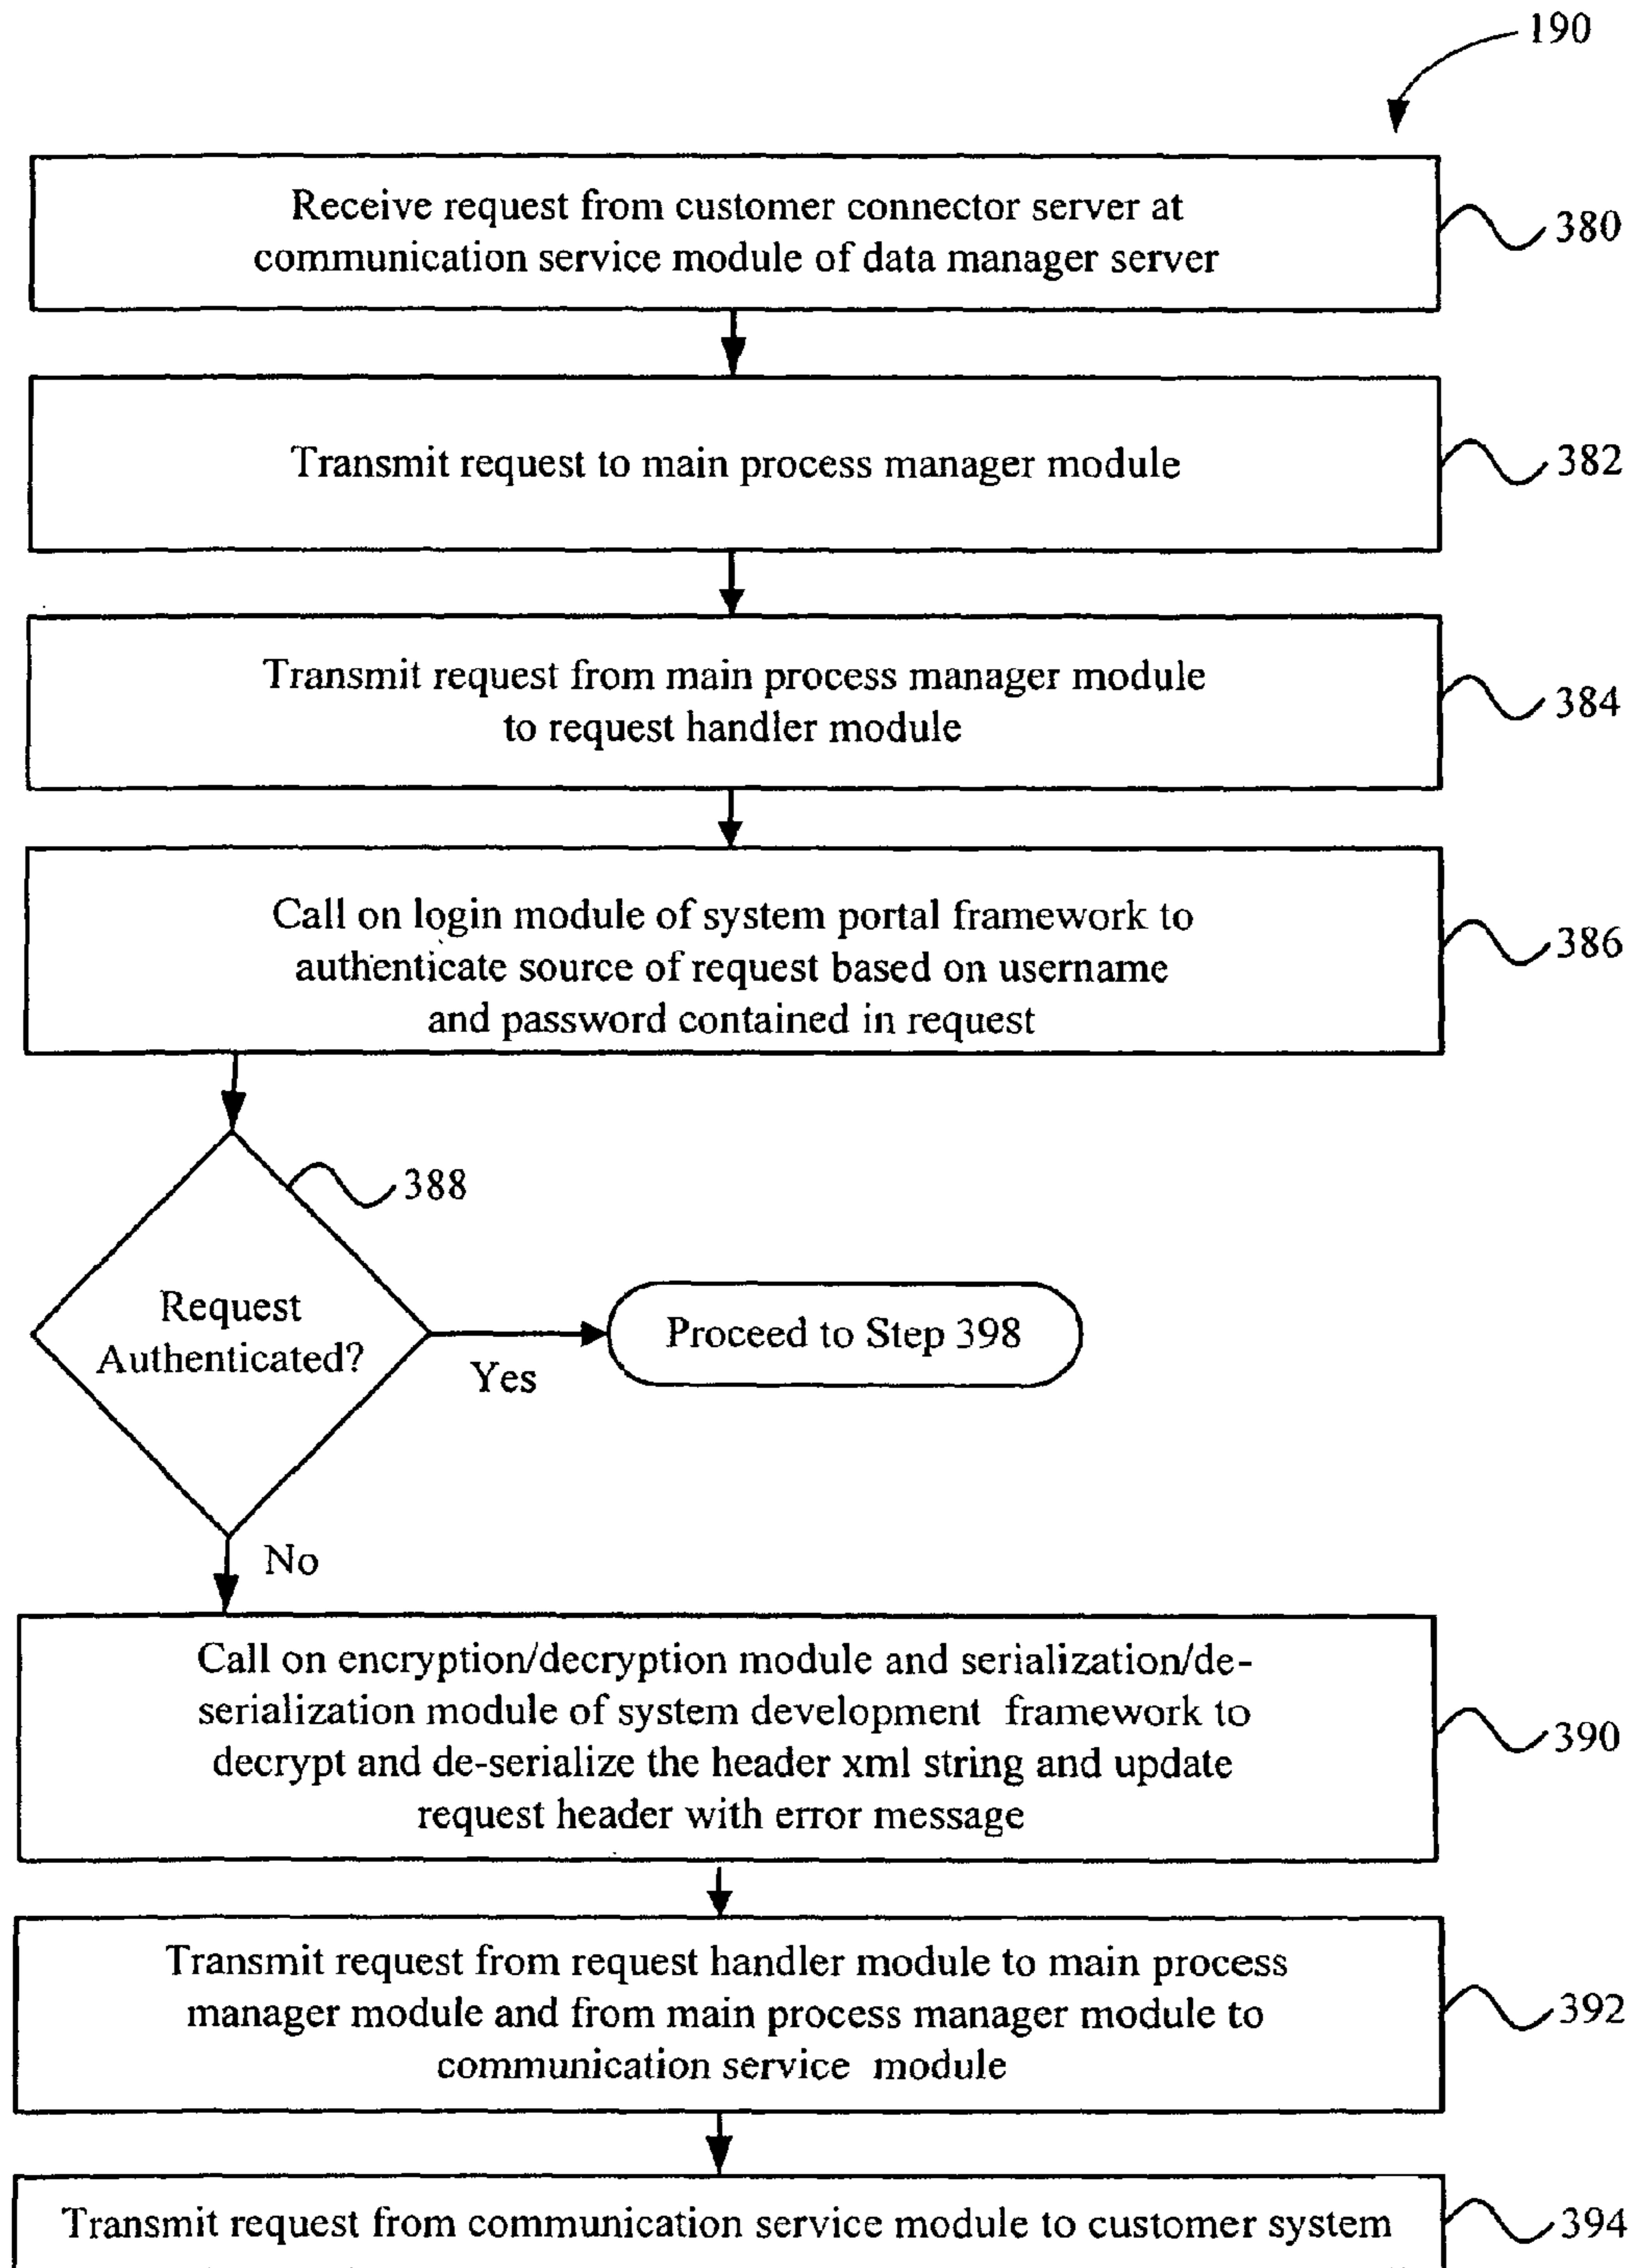 190
Receive request from customer connector server at
communication service module of data manager server
380
Transmit request to main process manager module
382
Transmit request from main process manager module
to request handler module
384
Call on login module of system portal framework to
authenticate source of request based on username
and password contained in request
386
388
Request
Authenticated?
Yes
Proceed to Step 398
No
Call on encryption/decryption module and serialization/de-
serialization module of system development framework to
decrypt and de-serialize the header xml string and update
request header with error message
390
Transmit request from request handler module to main process
manager module and from main process manager module to
communication service module
392
Transmit request from communication service module to customer system
394